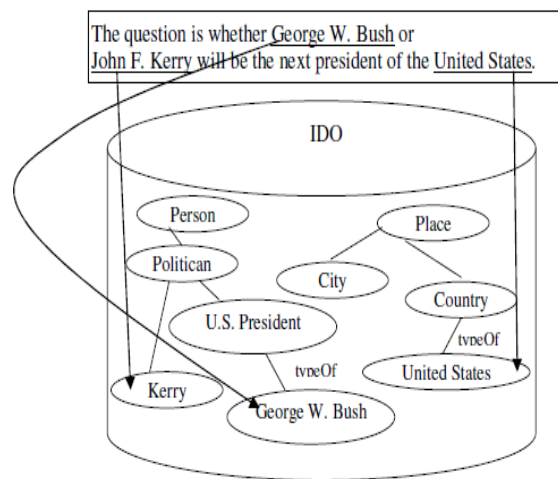 The question is whether George W. Bush or
John F. Kerry will be the next president of the United States.
IDO
Person
Place
Politican
City
Country
U.S. President
typeOf
typeOf
United States
Kerry
George W. Bush